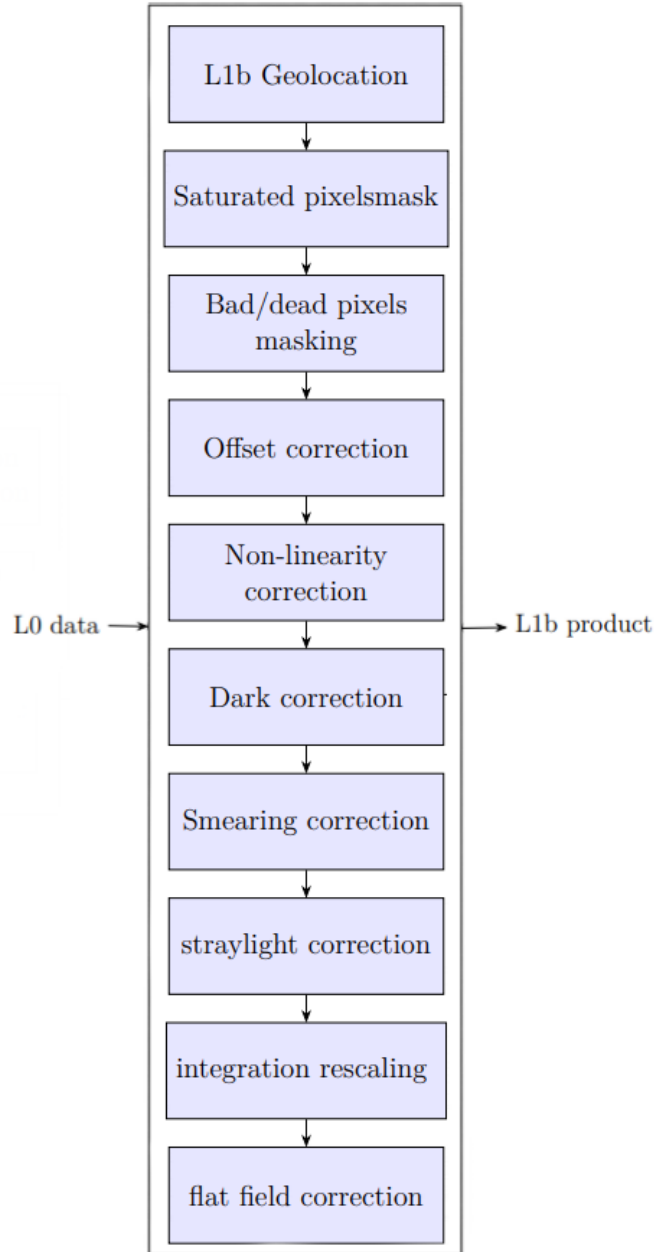 L1b Geolocation
Saturated pixelsmask
Bad/dead pixels
masking
Offset correction
Non-linearity
correction
L0 data
L1b product
Dark correction
Smearing correction
straylight correction
integration rescaling
flat field correction